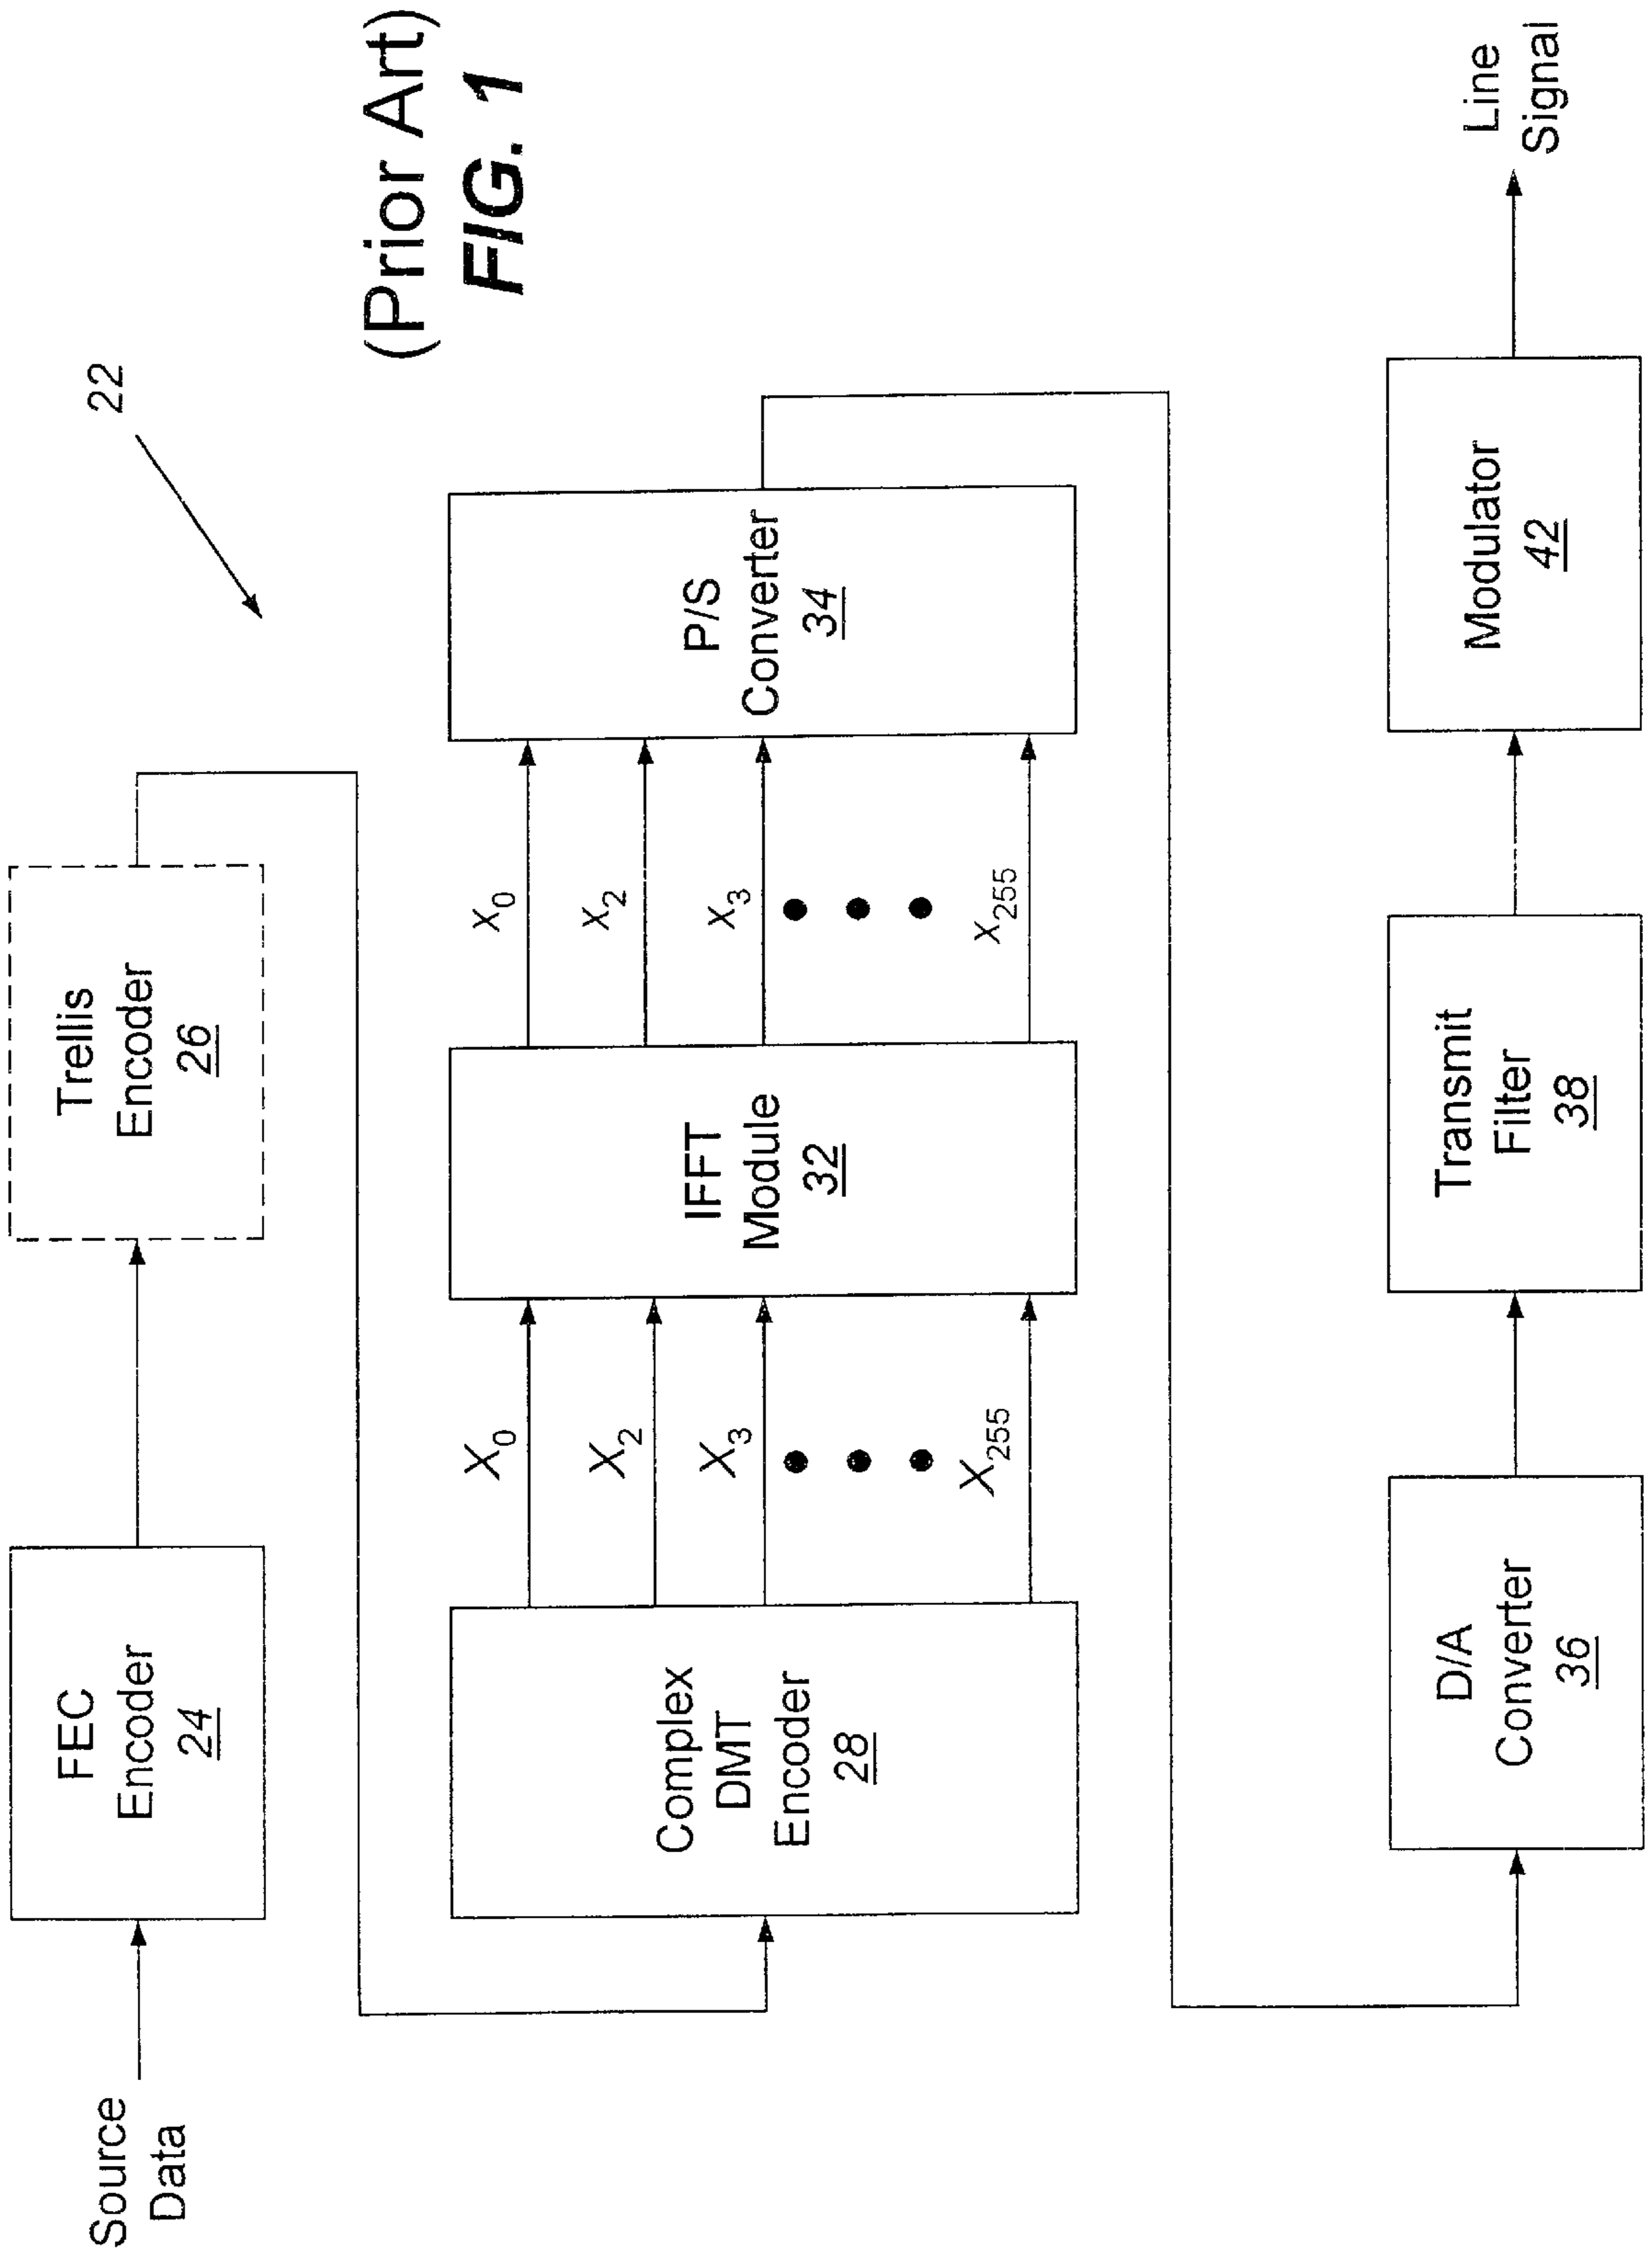 Source
Data
FEC
Encoder
24
Trellis
Encoder
26
22
(Prior Art)
FIG. 1
Complex
DMT
Encoder
28
X0
X2
X3
X255
IFFT
Module
32
x0
x2
x3
x255
P/S
Converter
34
D/A
Converter
36
Transmit
Filter
38
Modulator
42
Line
Signal